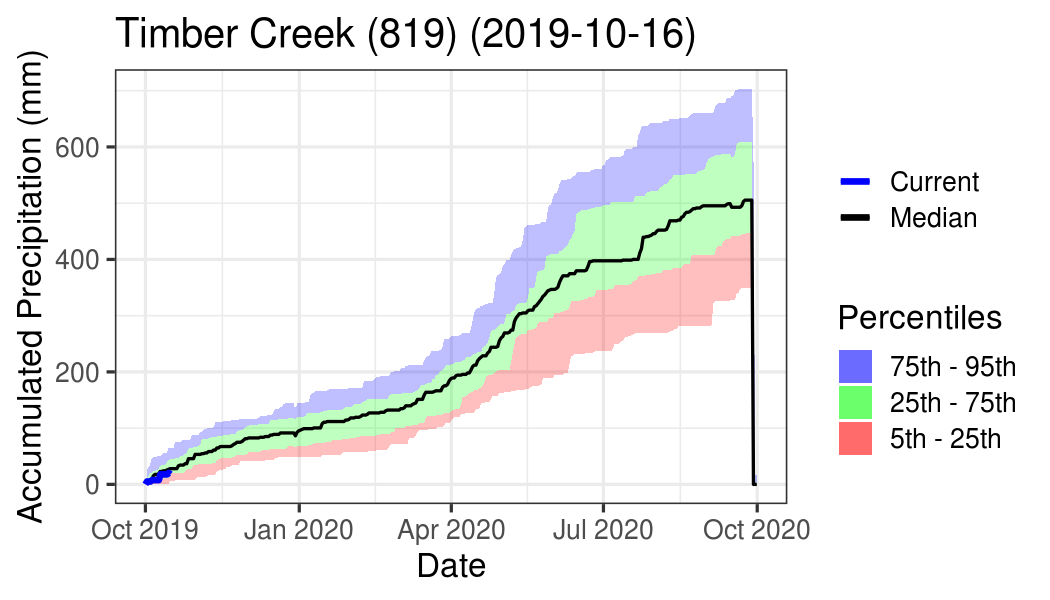 Timber Creek (819) (2019-10-16)
Accumulated Precipitation (mm)
600
400
200
0
Oct 2019
Jan 2020
Apr 2020
Jul 2020
Oct 2020
Date
Current
Median
Percentiles
75th - 95th
25th - 75th
5th - 25th